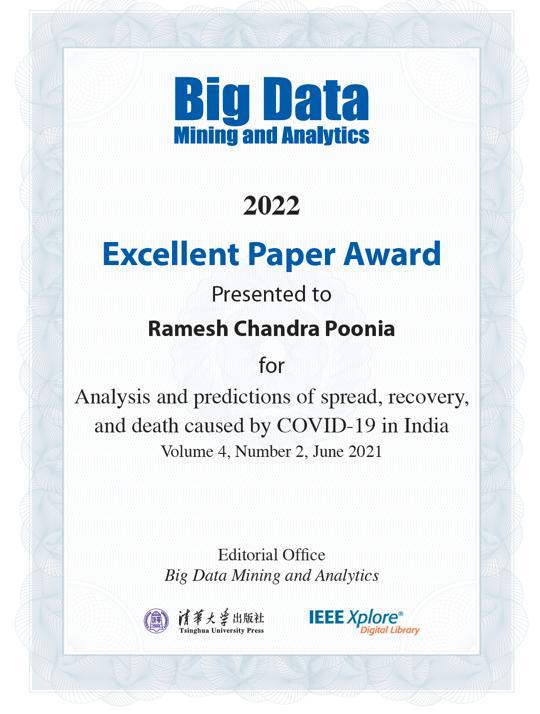 Big Data
Mining and Analytics
2022
Excellent Paper Award
Presented to
Ramesh Chandra Poonia
for
Analysis and predictions of spread, recovery,
and death caused by COVID-19 in India
Volume 4, Number 2, June 2021
Editorial Office
Big Data Mining and Analytics
清華大学出版社
Tsinghua University Press
IEEE Xplore®
Digital Library